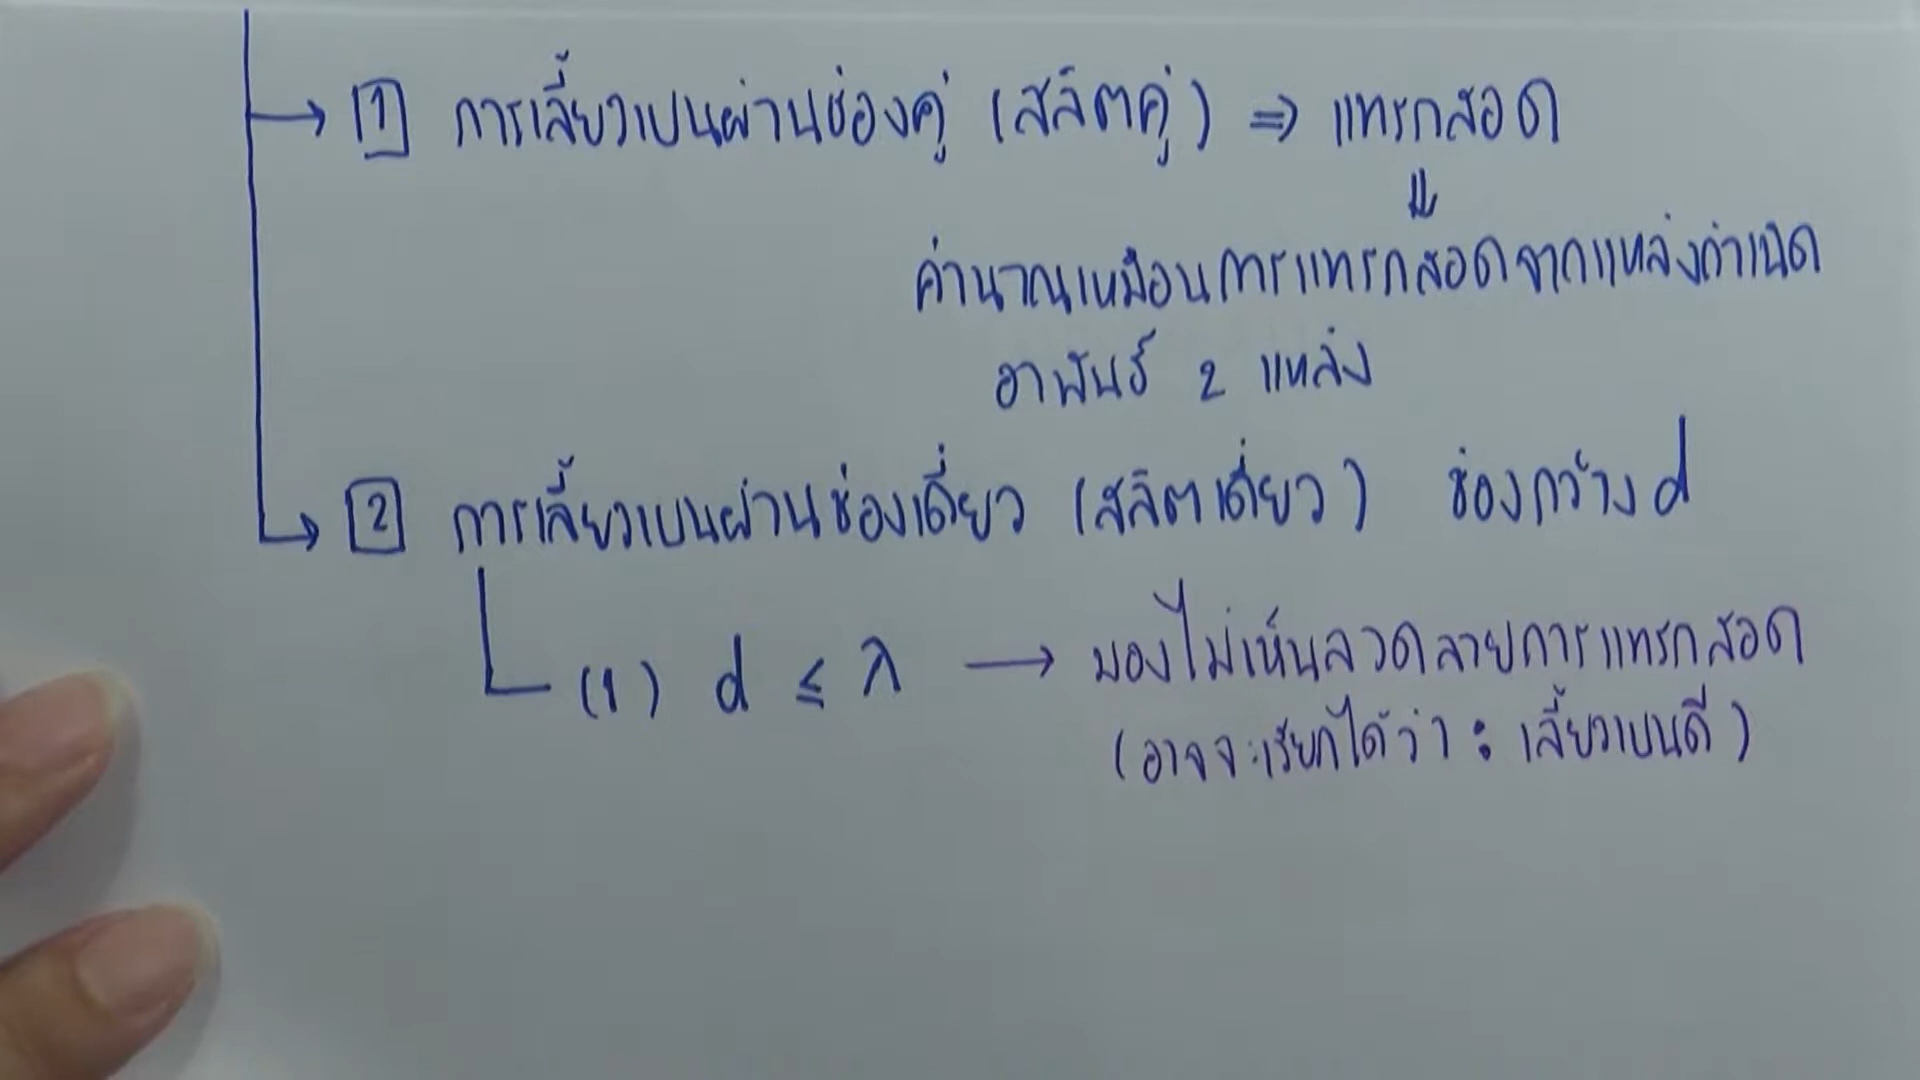 1 การเลี้ยวเบนผ่านช่องคู่ (สลิตคู่) ⇒ แทรกสอด
⇓
คำนวณเหมือนการแทรกสอดจากแหล่งกำเนิด
อาพันธ์ 2 แหล่ง
2 การเลี้ยวเบนผ่านช่องเดี่ยว (สลิตเดี่ยว) ช่องกว้าง d
(1) d ≤ λ → มองไม่เห็นลวดลายการแทรกสอด
(อาจจะเรียกได้ว่า : เลี้ยวเบนดี)